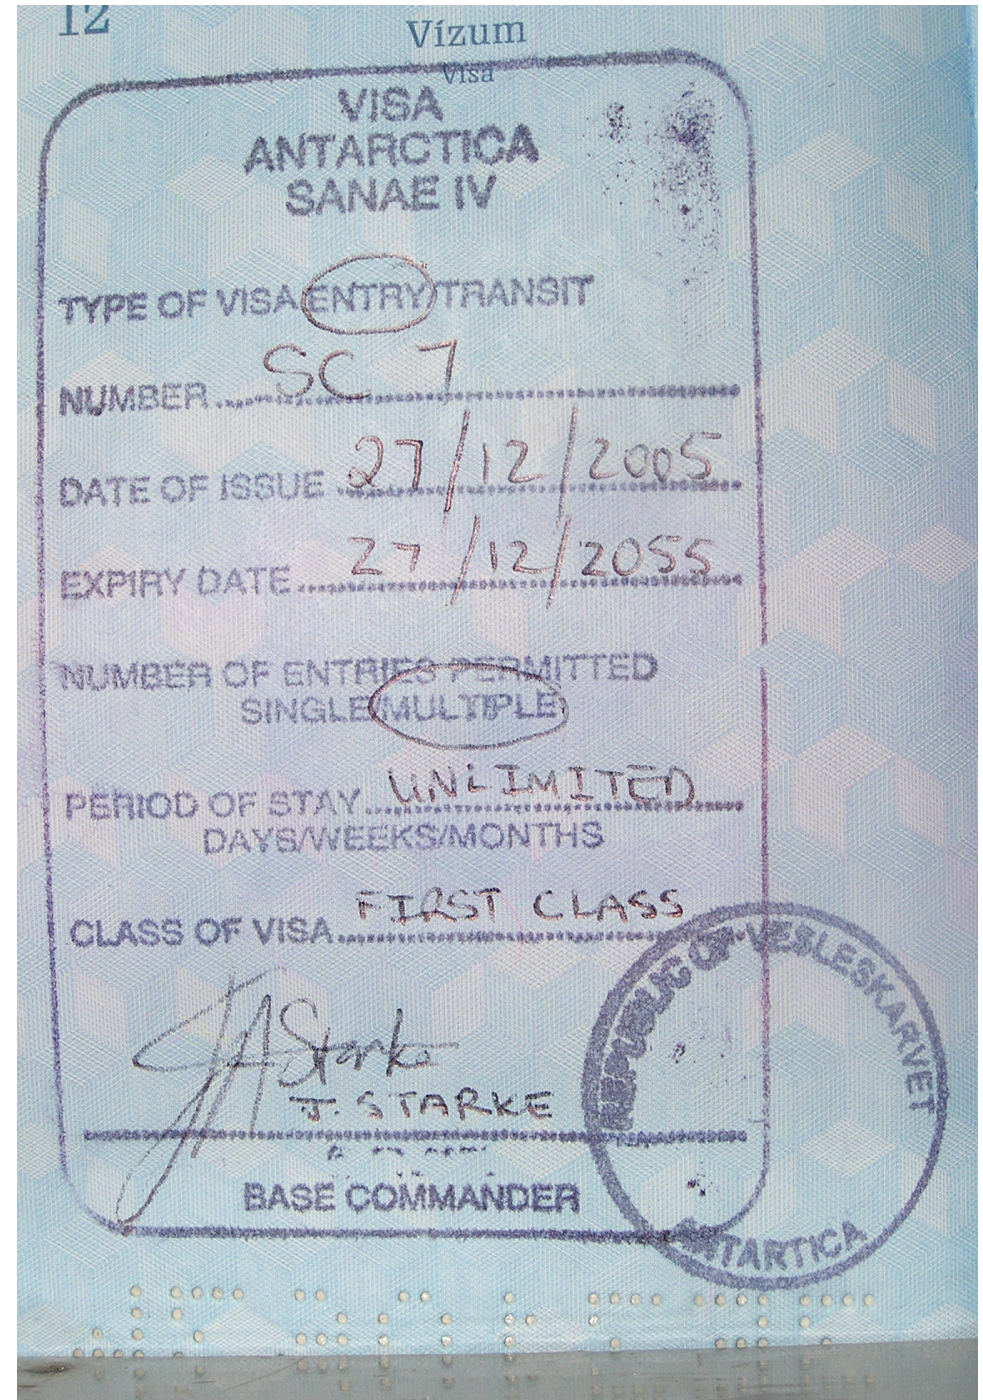 12
Vízum
Visa
VISA
ANTARCTICA
SANAE IV
TYPE OF VISA ENTRY/TRANSIT
NUMBER SC 7
DATE OF ISSUE 27/12/2005
EXPIRY DATE 27/12/2055
NUMBER OF ENTRIES PERMITTED
SINGLE/MULTIPLE
PERIOD OF STAY UNLIMITED
DAYS/WEEKS/MONTHS
CLASS OF VISA FIRST CLASS
JA Starke
J. STARKE
BASE COMMANDER
REPUBLIC OF VESLESKARVET
ANTARTICA